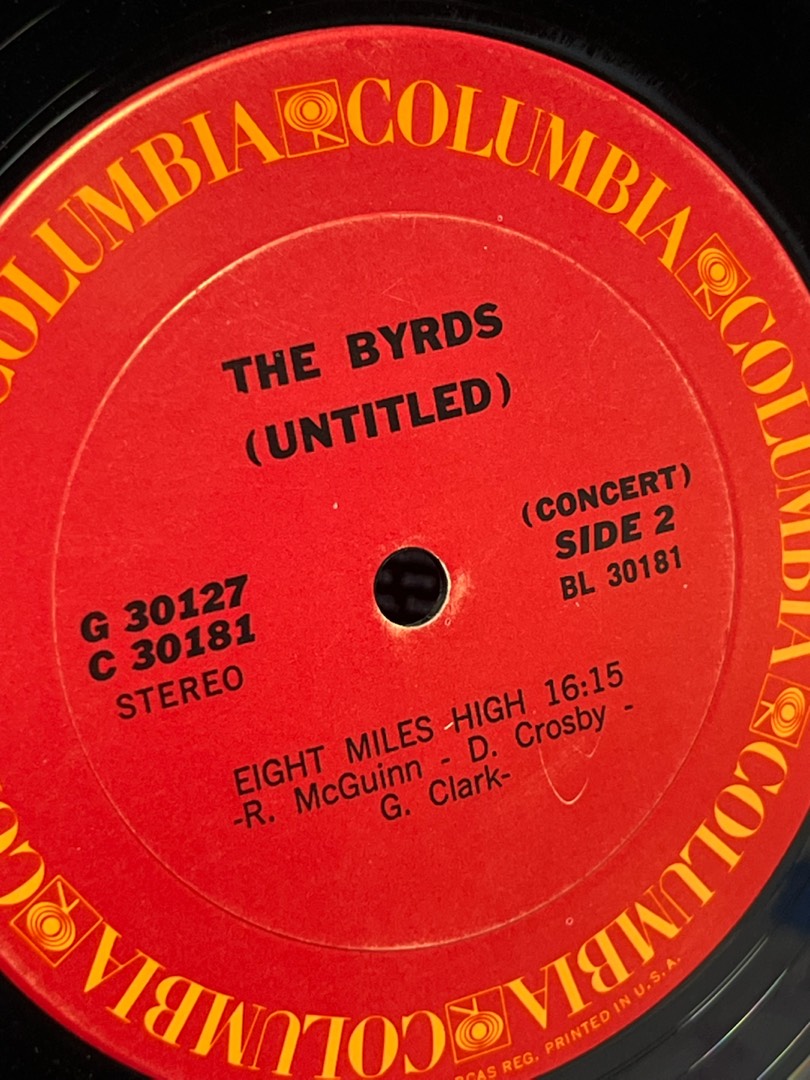 COLUMBIA COLUMBIA COLUMBIA COLUMBIA COLUMBIA COLUMBIA
THE BYRDS
(UNTITLED)
(CONCERT)
SIDE 2
BL 30181
G 30127
C 30181
STEREO
EIGHT MILES HIGH 16:15
-R. McGuinn - D. Crosby -
G. Clark-
REG. PRINTED IN U.S.A.